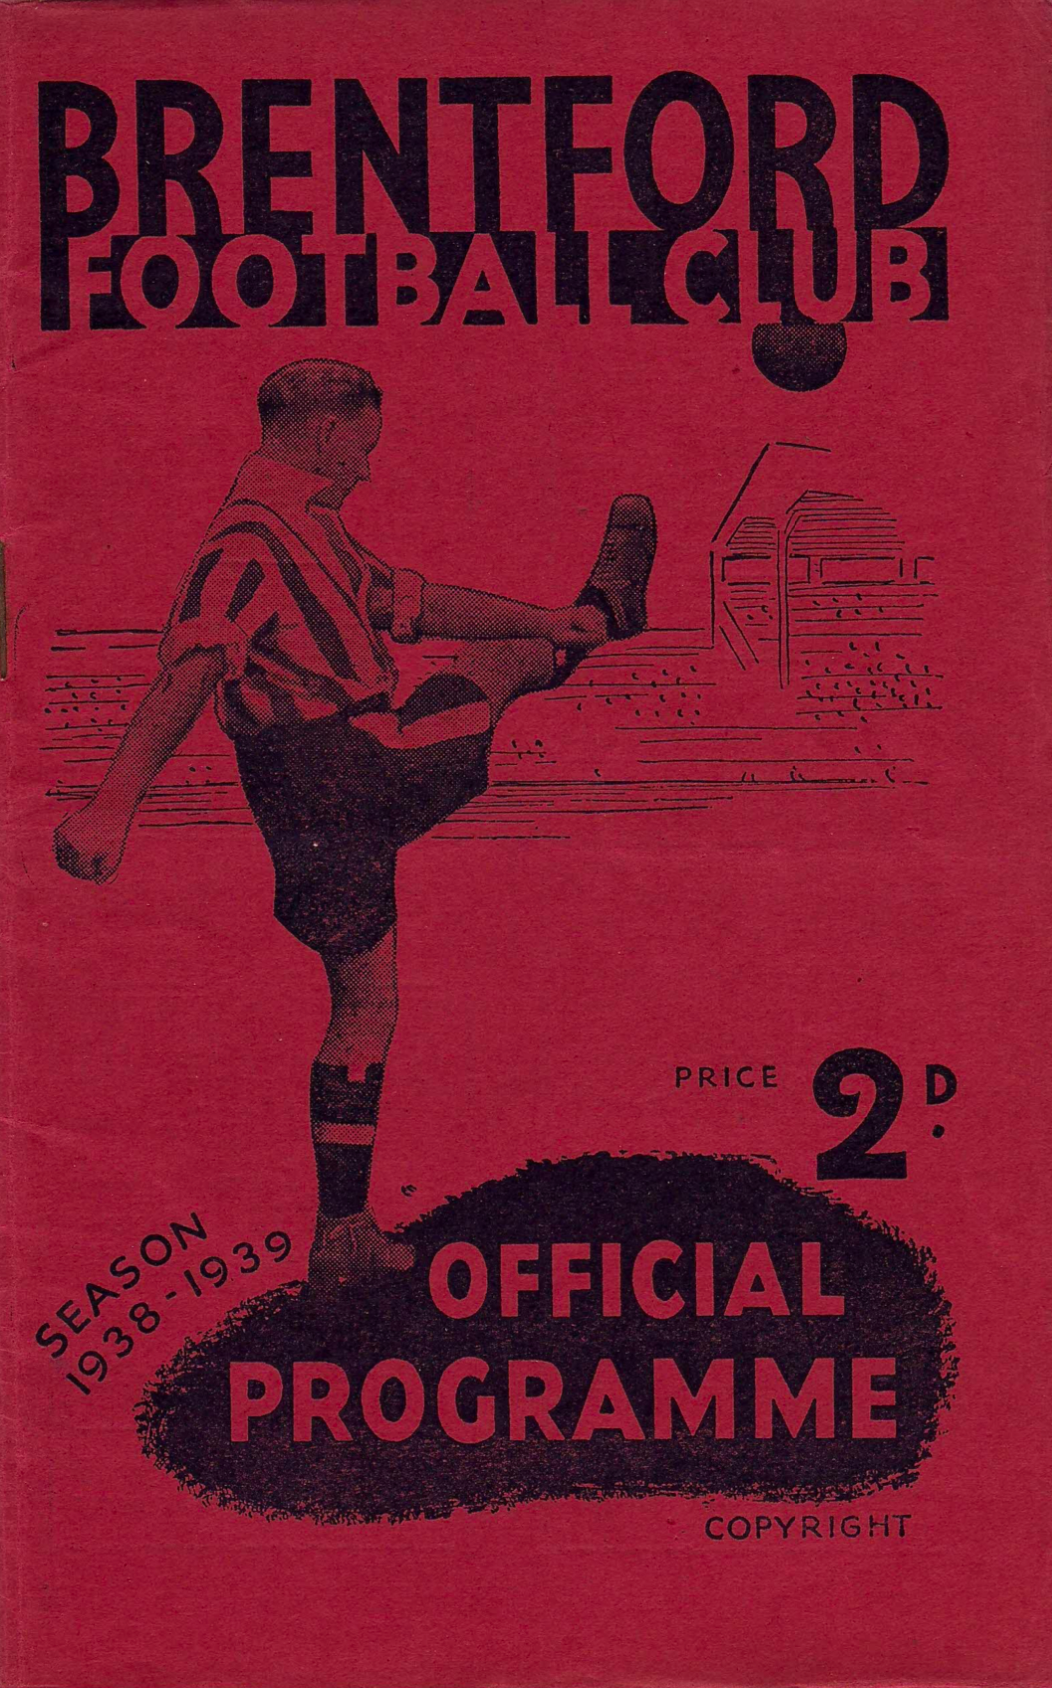 BRENTFORD
FOOTBALL CLUB
PRICE 2D.
SEASON
1938-1939
OFFICIAL
PROGRAMME
COPYRIGHT